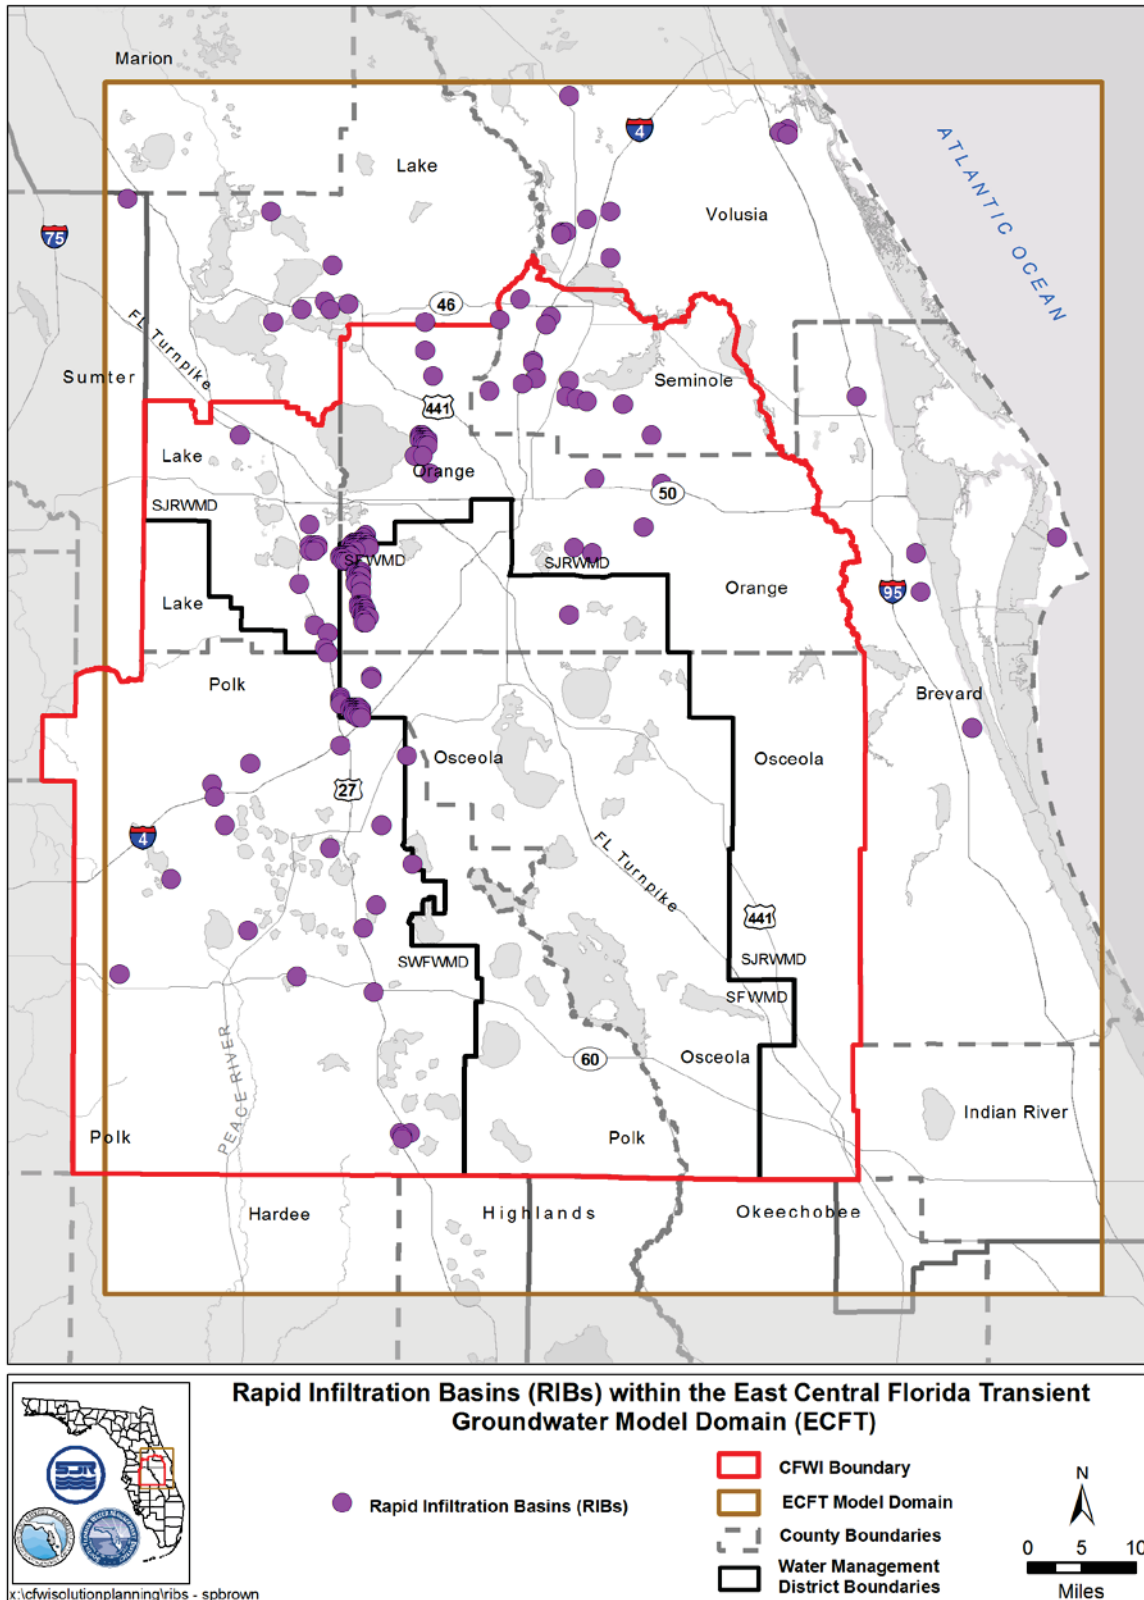 Marion
4
Lake
ATLANTIC OCEAN
Volusia
75
46
FL Turnpike
Sumter
Seminole
441
Lake
Orange
50
SJRWMD
SFWMD
SJRWMD
Lake
Orange
95
Polk
Brevard
Osceola
Osceola
27
4
FL Turnpike
441
SWFWMD
SJRWMD
SFWMD
PEACE RIVER
60
Osceola
Indian River
Polk
Polk
Hardee
Highlands
Okeechobee
Rapid Infiltration Basins (RIBs) within the East Central Florida Transient
Groundwater Model Domain (ECFT)
SJR
Rapid Infiltration Basins (RIBs)
CFWI Boundary
ECFT Model Domain
County Boundaries
Water Management
District Boundaries
N
0 5 10
Miles
x:\cfwisolutionplanning\ribs - spbrown